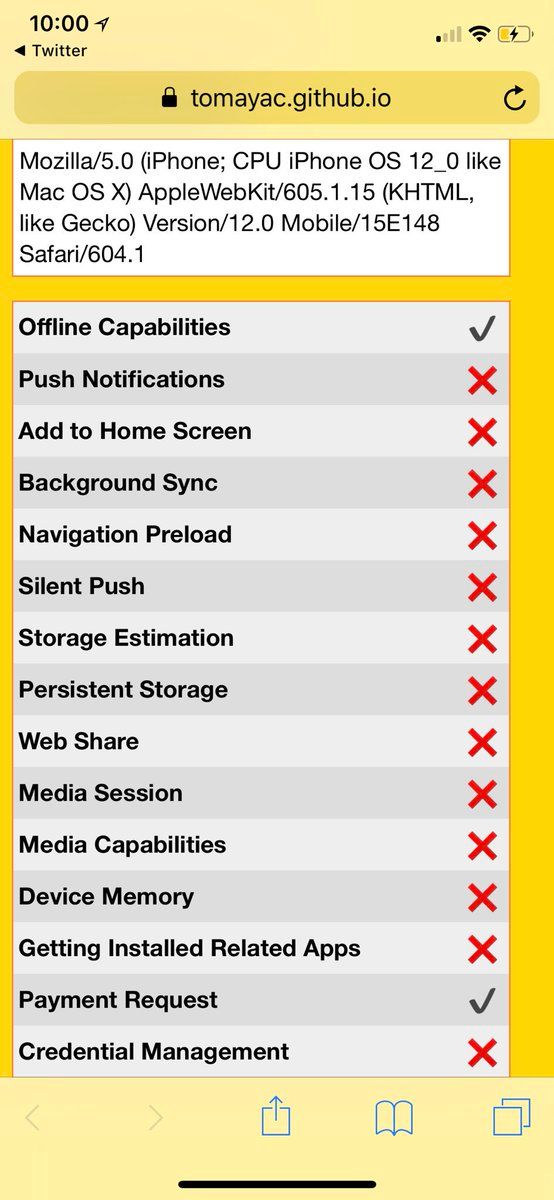 10:00
◀ Twitter
tomayac.github.io
Mozilla/5.0 (iPhone; CPU iPhone OS 12_0 like
Mac OS X) AppleWebKit/605.1.15 (KHTML,
like Gecko) Version/12.0 Mobile/15E148
Safari/604.1
Offline Capabilities ✔
Push Notifications ❌
Add to Home Screen ❌
Background Sync ❌
Navigation Preload ❌
Silent Push ❌
Storage Estimation ❌
Persistent Storage ❌
Web Share ❌
Media Session ❌
Media Capabilities ❌
Device Memory ❌
Getting Installed Related Apps ❌
Payment Request ✔
Credential Management ❌